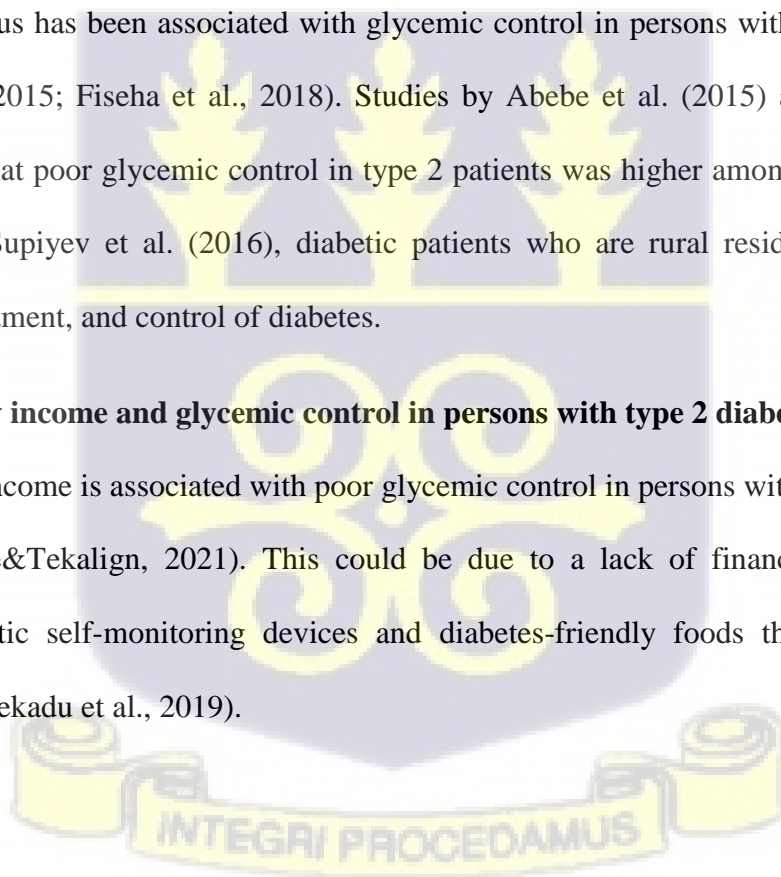 us has been associated with glycemic control in persons with
2015; Fiseha et al., 2018). Studies by Abebe et al. (2015)
at poor glycemic control in type 2 patients was higher amon
Supiyev et al. (2016), diabetic patients who are rural resid
tment, and control of diabetes.
income and glycemic control in persons with type 2 diabe
ncome is associated with poor glycemic control in persons wit
&Tekalign, 2021). This could be due to a lack of financ
tic self-monitoring devices and diabetes-friendly foods th
ekadu et al., 2019).
INTEGRI PROCEDAMUS